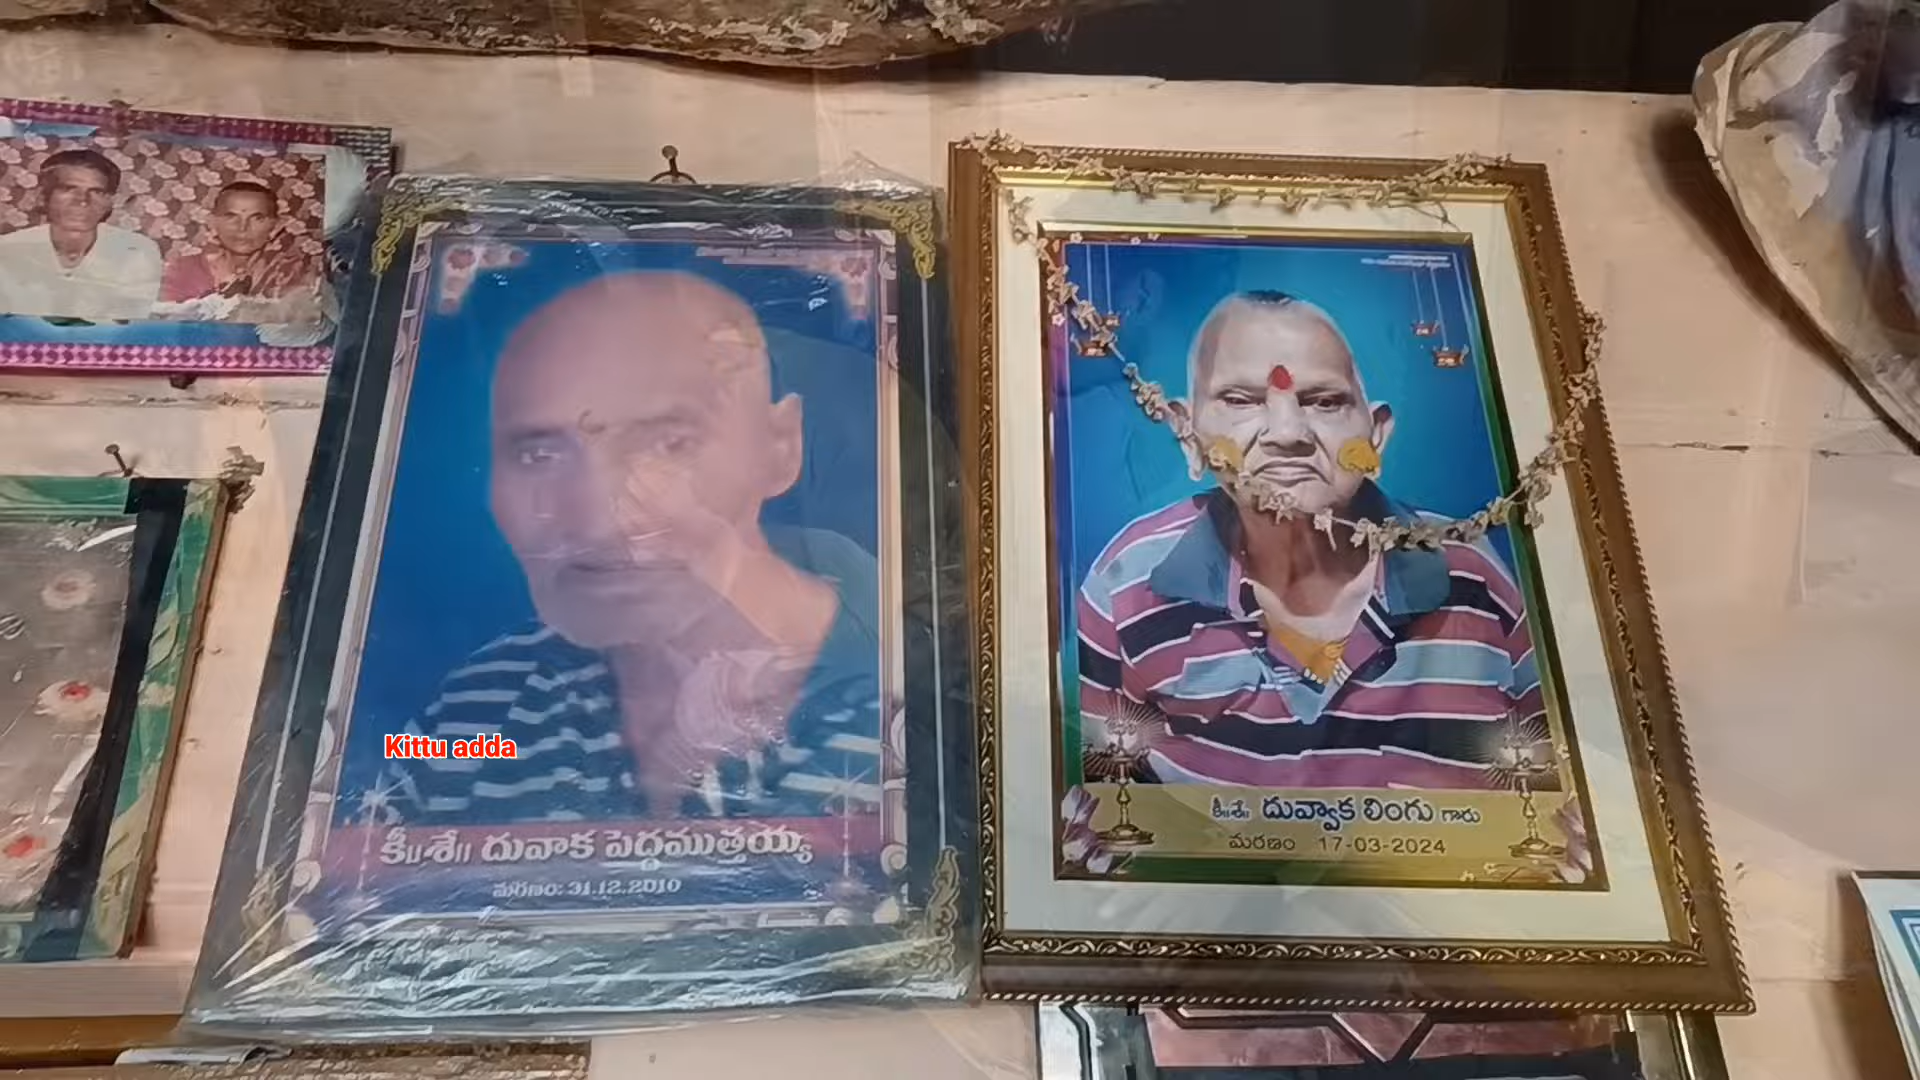 Kittu adda
కీ॥శే॥ దువాక పెద్దముత్తయ్య
మరణం: 31.12.2010
కీ॥శే॥ దువ్వాక లింగు గారు
మరణం 17-03-2024